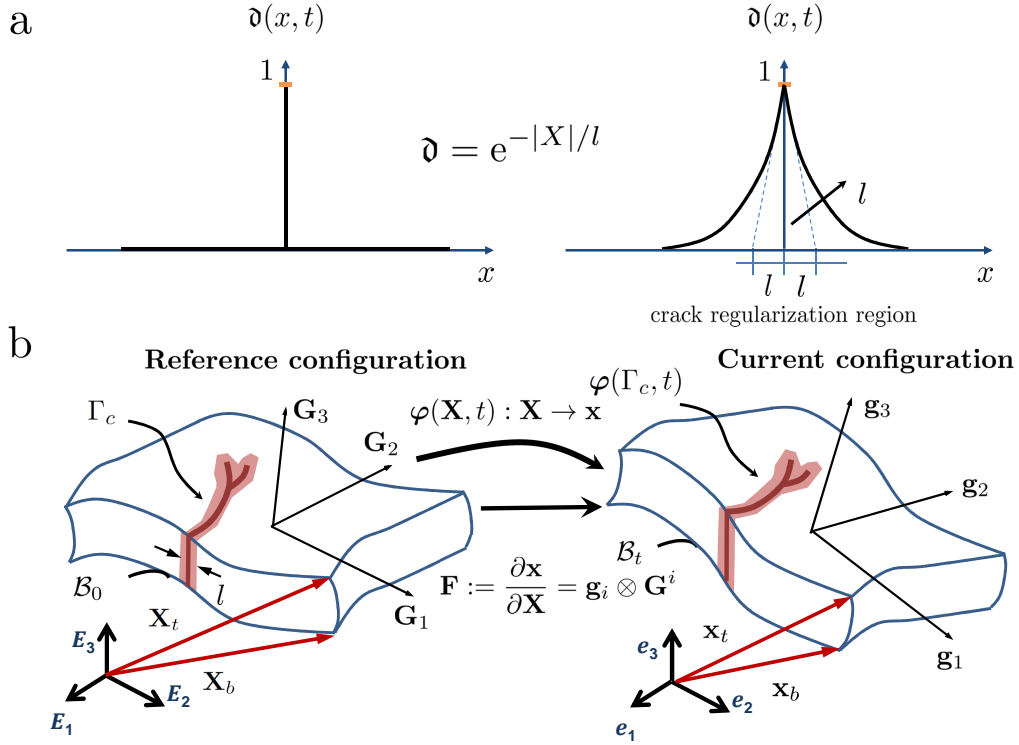 a
𝔡(x, t)
1
x
𝔡 = e^{−|X|/l}
𝔡(x, t)
1
l
x
l l
crack regularization region
b
Reference configuration
Γ_c
G_3
G_2
G_1
B_0
l
X_t
X_b
E_3
E_2
E_1
φ(X, t) : X → x
F := ∂x/∂X = g_i ⊗ G^i
Current configuration
φ(Γ_c, t)
g_3
g_2
g_1
B_t
x_t
x_b
e_3
e_2
e_1